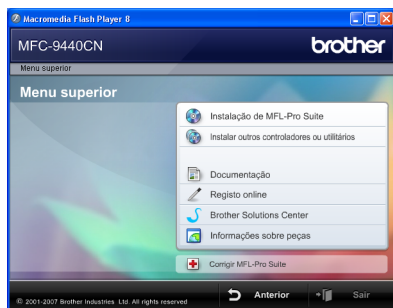 Macromedia Flash Player 8
MFC-9440CN
brother
Menu superior
Menu superior
Instalação de MFL-Pro Suite
Instalar outros controladores ou utilitários
Documentação
Registo online
Brother Solutions Center
Informações sobre peças
Corrigir MFL-Pro Suite
© 2001-2007 Brother Industries Ltd. All rights reserved
Anterior
Sair